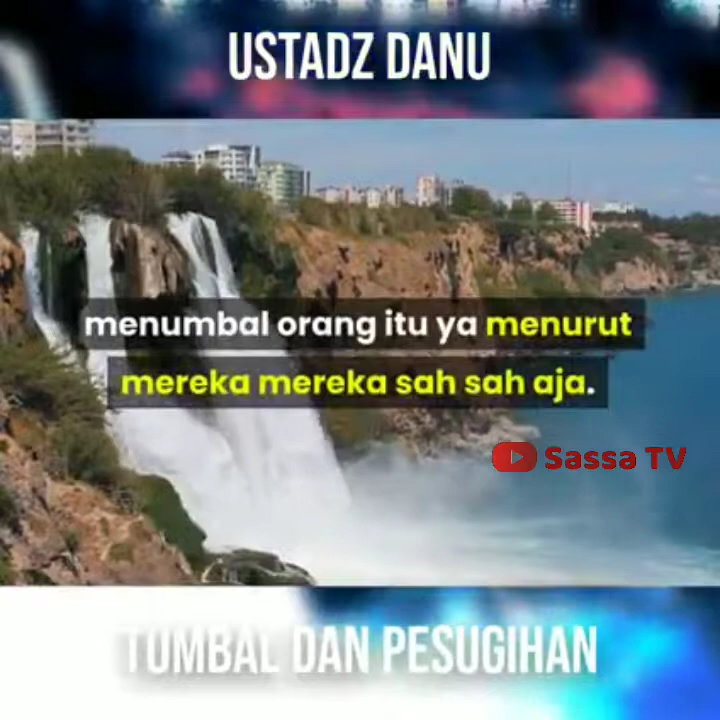 USTADZ DANU
menumbal orang itu ya menurut
mereka mereka sah sah aja.
Sassa TV
TUMBAL DAN PESUGIHAN